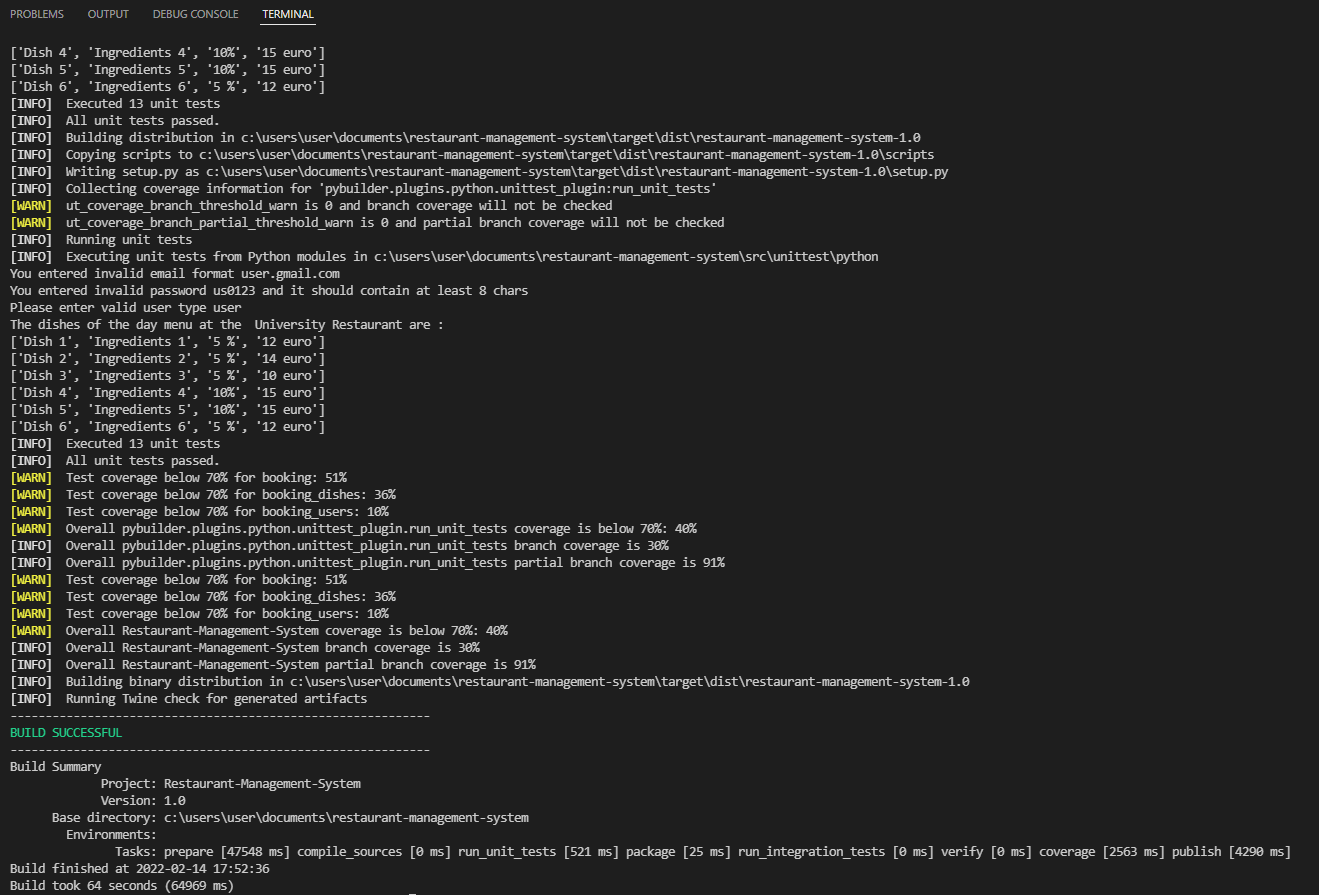 PROBLEMS OUTPUT DEBUG CONSOLE TERMINAL
['Dish 4', 'Ingredients 4', '10%', '15 euro']
['Dish 5', 'Ingredients 5', '10%', '15 euro']
['Dish 6', 'Ingredients 6', '5 %', '12 euro']
[INFO]  Executed 13 unit tests
[INFO]  All unit tests passed.
[INFO]  Building distribution in c:\users\user\documents\restaurant-management-system\target\dist\restaurant-management-system-1.0
[INFO]  Copying scripts to c:\users\user\documents\restaurant-management-system\target\dist\restaurant-management-system-1.0\scripts
[INFO]  Writing setup.py as c:\users\user\documents\restaurant-management-system\target\dist\restaurant-management-system-1.0\setup.py
[INFO]  Collecting coverage information for 'pybuilder.plugins.python.unittest_plugin:run_unit_tests'
[WARN]  ut_coverage_branch_threshold_warn is 0 and branch coverage will not be checked
[WARN]  ut_coverage_branch_partial_threshold_warn is 0 and partial branch coverage will not be checked
[INFO]  Running unit tests
[INFO]  Executing unit tests from Python modules in c:\users\user\documents\restaurant-management-system\src\unittest\python
You entered invalid email format user.gmail.com
You entered invalid password us0123 and it should contain at least 8 chars
Please enter valid user type user
The dishes of the day menu at the  University Restaurant are :
['Dish 1', 'Ingredients 1', '5 %', '12 euro']
['Dish 2', 'Ingredients 2', '5 %', '14 euro']
['Dish 3', 'Ingredients 3', '5 %', '10 euro']
['Dish 4', 'Ingredients 4', '10%', '15 euro']
['Dish 5', 'Ingredients 5', '10%', '15 euro']
['Dish 6', 'Ingredients 6', '5 %', '12 euro']
[INFO]  Executed 13 unit tests
[INFO]  All unit tests passed.
[WARN]  Test coverage below 70% for booking: 51%
[WARN]  Test coverage below 70% for booking_dishes: 36%
[WARN]  Test coverage below 70% for booking_users: 10%
[WARN]  Overall pybuilder.plugins.python.unittest_plugin.run_unit_tests coverage is below 70%: 40%
[INFO]  Overall pybuilder.plugins.python.unittest_plugin.run_unit_tests branch coverage is 30%
[INFO]  Overall pybuilder.plugins.python.unittest_plugin.run_unit_tests partial branch coverage is 91%
[WARN]  Test coverage below 70% for booking: 51%
[WARN]  Test coverage below 70% for booking_dishes: 36%
[WARN]  Test coverage below 70% for booking_users: 10%
[WARN]  Overall Restaurant-Management-System coverage is below 70%: 40%
[INFO]  Overall Restaurant-Management-System branch coverage is 30%
[INFO]  Overall Restaurant-Management-System partial branch coverage is 91%
[INFO]  Building binary distribution in c:\users\user\documents\restaurant-management-system\target\dist\restaurant-management-system-1.0
[INFO]  Running Twine check for generated artifacts
------------------------------------------------------------
BUILD SUCCESSFUL
------------------------------------------------------------
Build Summary
             Project: Restaurant-Management-System
             Version: 1.0
      Base directory: c:\users\user\documents\restaurant-management-system
        Environments:
               Tasks: prepare [47548 ms] compile_sources [0 ms] run_unit_tests [521 ms] package [25 ms] run_integration_tests [0 ms] verify [0 ms] coverage [2563 ms] publish [4290 ms]
Build finished at 2022-02-14 17:52:36
Build took 64 seconds (64969 ms)